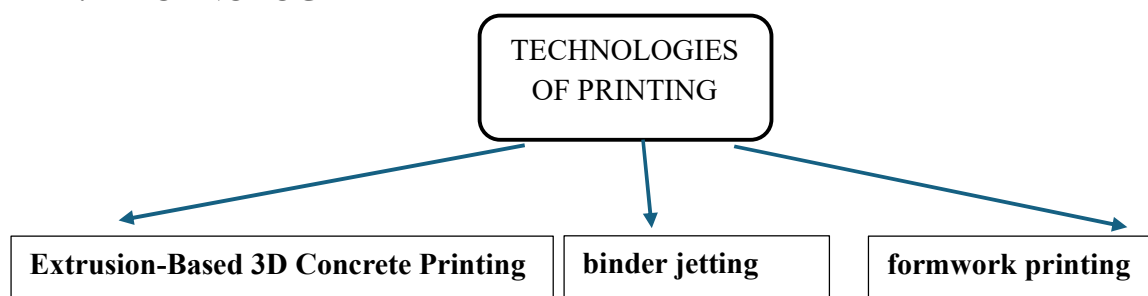 TECHNOLOGIES
OF PRINTING
Extrusion-Based 3D Concrete Printing
binder jetting
formwork printing